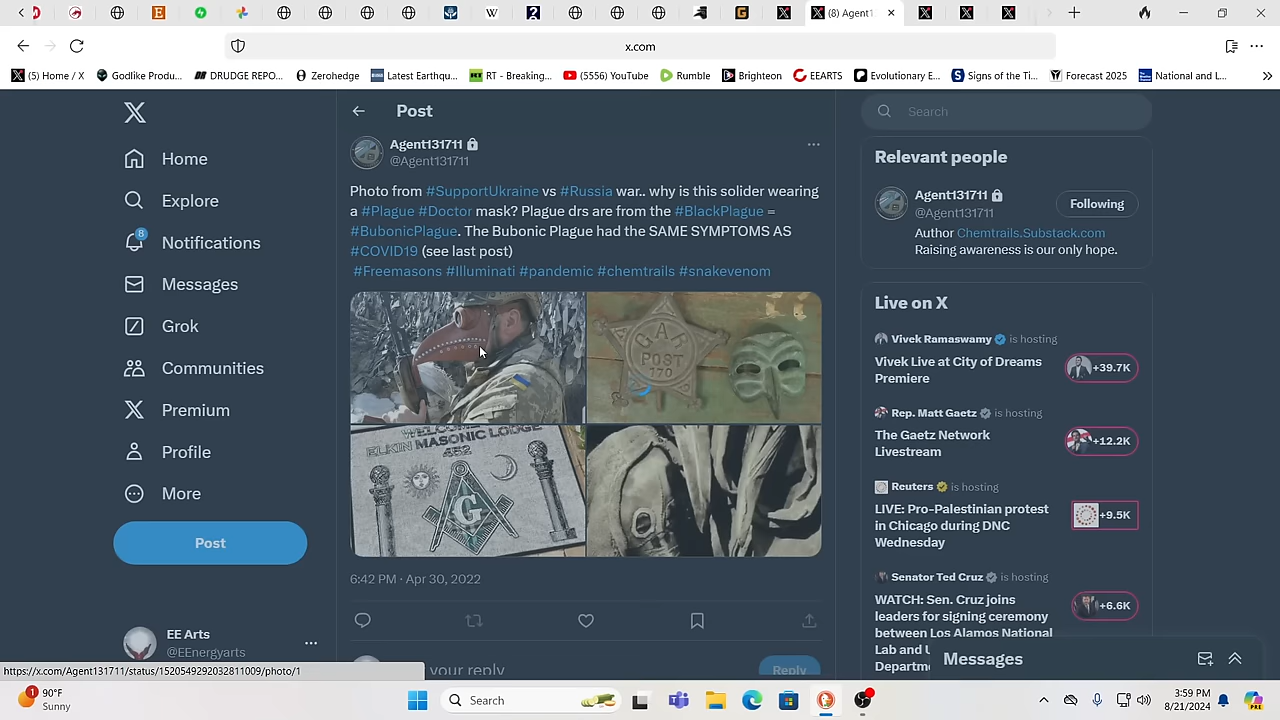 (8) Agent1
x.com
(5) Home / X
Godlike Produ...
DRUDGE REPO...
Zerohedge
Latest Earthqu...
RT - Breaking...
(5556) YouTube
Rumble
Brighteon
EEARTS
Evolutionary E...
Signs of the Ti...
Forecast 2025
National and L...
Home
Explore
8
Notifications
Messages
Grok
Communities
Premium
Profile
More
Post
EE Arts
@EEnergyarts
Post
Agent131711
@Agent131711
Photo from #SupportUkraine vs #Russia war.. why is this solider wearing
a #Plague #Doctor mask? Plague drs are from the #BlackPlague =
#BubonicPlague. The Bubonic Plague had the SAME SYMPTOMS AS
#COVID19 (see last post)
#Freemasons #Illuminati #pandemic #chemtrails #snakevenom
GAR
POST
170
WELCOME
ELKIN MASONIC LODGE
452
G
6:42 PM · Apr 30, 2022
your reply
Reply
Search
Relevant people
Agent131711
@Agent131711
Following
Author Chemtrails.Substack.com
Raising awareness is our only hope.
Live on X
Vivek Ramaswamy is hosting
Vivek Live at City of Dreams
Premiere
+39.7K
Rep. Matt Gaetz is hosting
The Gaetz Network
Livestream
+12.2K
Reuters is hosting
LIVE: Pro-Palestinian protest
in Chicago during DNC
Wednesday
+9.5K
Senator Ted Cruz is hosting
WATCH: Sen. Cruz joins
leaders for signing ceremony
between Los Alamos National
Lab and U
Departme
+6.6K
Messages
https://x.com/Agent131711/status/1520549292032811009/photo/1
1
90°F
Sunny
Search
3:59 PM
8/21/2024